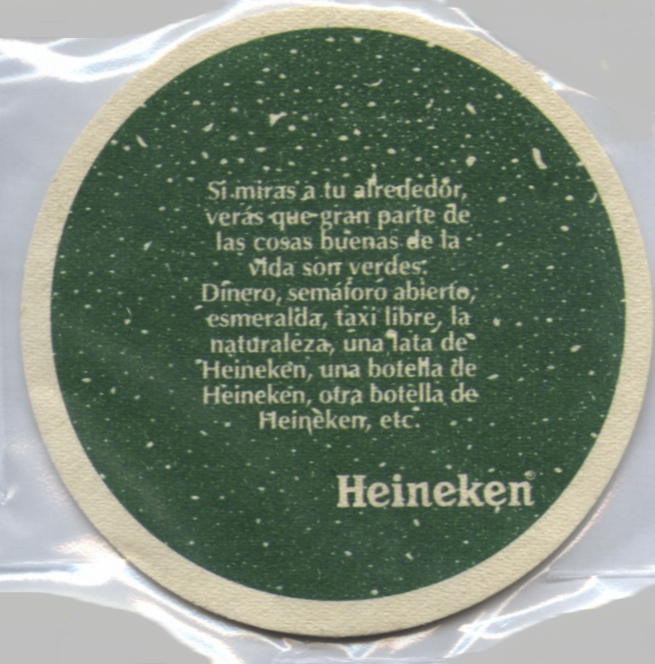 Si miras a tu alrededor,
verás que gran parte de
las cosas buenas de la
vida son verdes:
Dinero, semáforo abierto,
esmeralda, taxi libre, la
naturaleza, una lata de
Heineken, una botella de
Heineken, otra botella de
Heineken, etc.
Heineken®